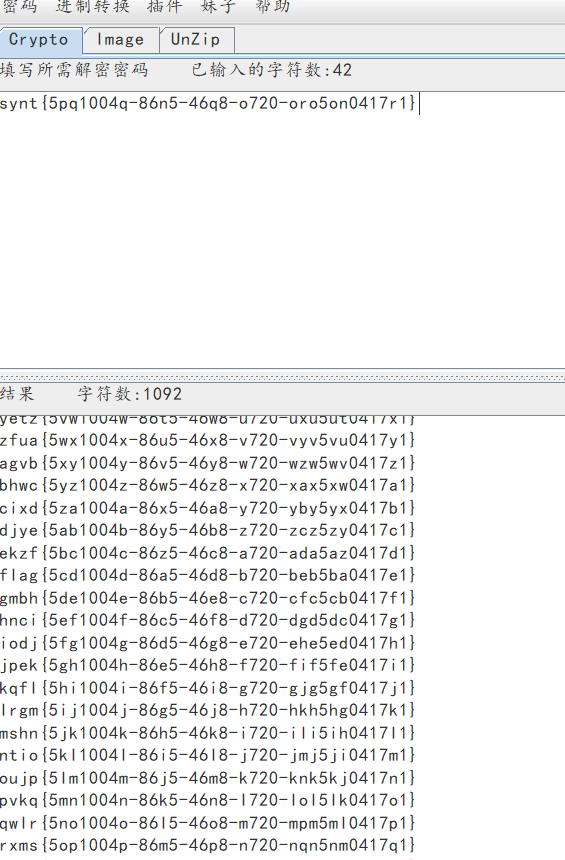 密码 进制转换 插件 妹子 帮助
Crypto Image UnZip
填写所需解密密码 已输入的字符数:42
synt{5pq1004q-86n5-46q8-o720-oro5on0417r1}
结果 字符数:1092
yetz{5vw1004w-86t5-46w8-u720-uxu5ut0417x1}
zfua{5wx1004x-86u5-46x8-v720-vyv5vu0417y1}
agvb{5xy1004y-86v5-46y8-w720-wzw5wv0417z1}
bhwc{5yz1004z-86w5-46z8-x720-xax5xw0417a1}
cixd{5za1004a-86x5-46a8-y720-yby5yx0417b1}
djye{5ab1004b-86y5-46b8-z720-zcz5zy0417c1}
ekzf{5bc1004c-86z5-46c8-a720-ada5az0417d1}
flag{5cd1004d-86a5-46d8-b720-beb5ba0417e1}
gmbh{5de1004e-86b5-46e8-c720-cfc5cb0417f1}
hnci{5ef1004f-86c5-46f8-d720-dgd5dc0417g1}
iodj{5fg1004g-86d5-46g8-e720-ehe5ed0417h1}
jpek{5gh1004h-86e5-46h8-f720-fif5fe0417i1}
kqfl{5hi1004i-86f5-46i8-g720-gjg5gf0417j1}
lrgm{5ij1004j-86g5-46j8-h720-hkh5hg0417k1}
mshn{5jk1004k-86h5-46k8-i720-ili5ih0417l1}
ntio{5kl1004l-86i5-46l8-j720-jmj5ji0417m1}
oujp{5lm1004m-86j5-46m8-k720-knk5kj0417n1}
pvkq{5mn1004n-86k5-46n8-l720-lol5lk0417o1}
qwlr{5no1004o-86l5-46o8-m720-mpm5ml0417p1}
rxms{5op1004p-86m5-46p8-n720-nqn5nm0417q1}